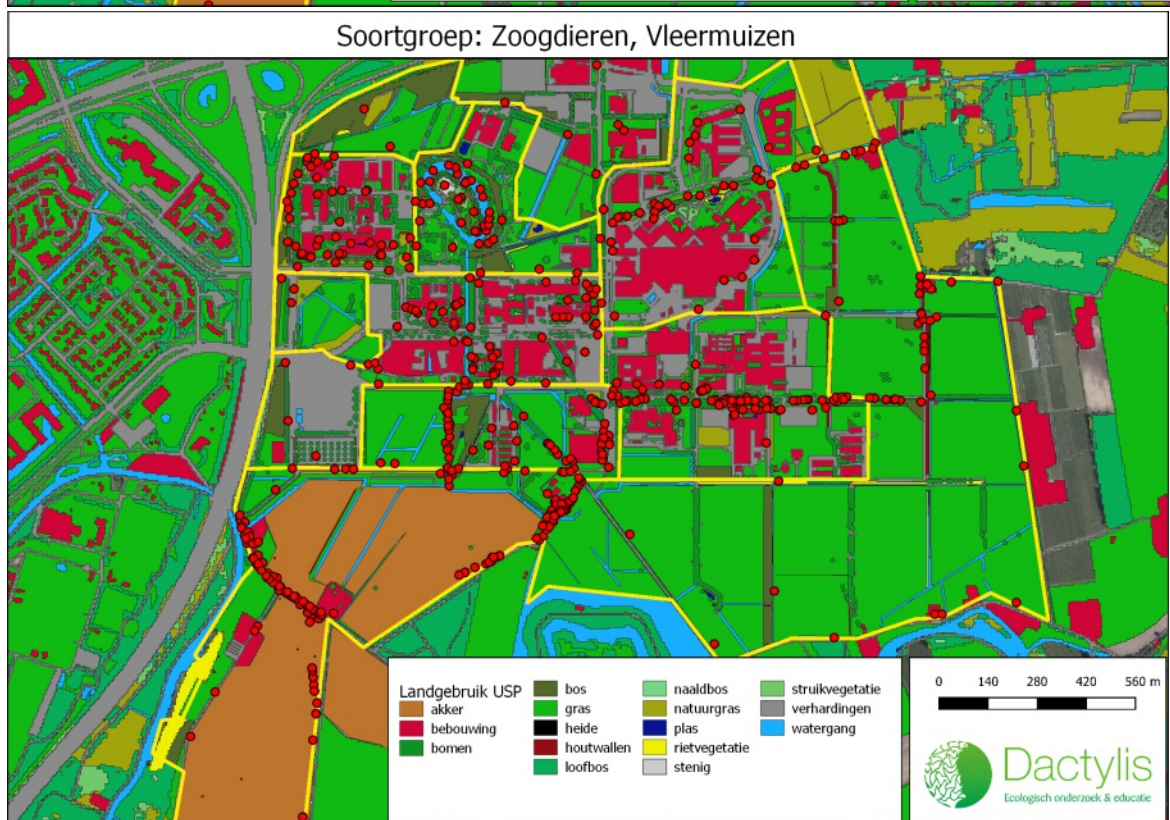 Soortgroep: Zoogdieren, Vleermuizen
Landgebruik USP
akker
bebouwing
bomen
bos
gras
heide
houtwallen
loofbos
naaldbos
natuurgras
plas
rietvegetatie
stenig
struikvegetatie
verhardingen
watergang
0 140 280 420 560 m
Dactylis
Ecologisch onderzoek & educatie